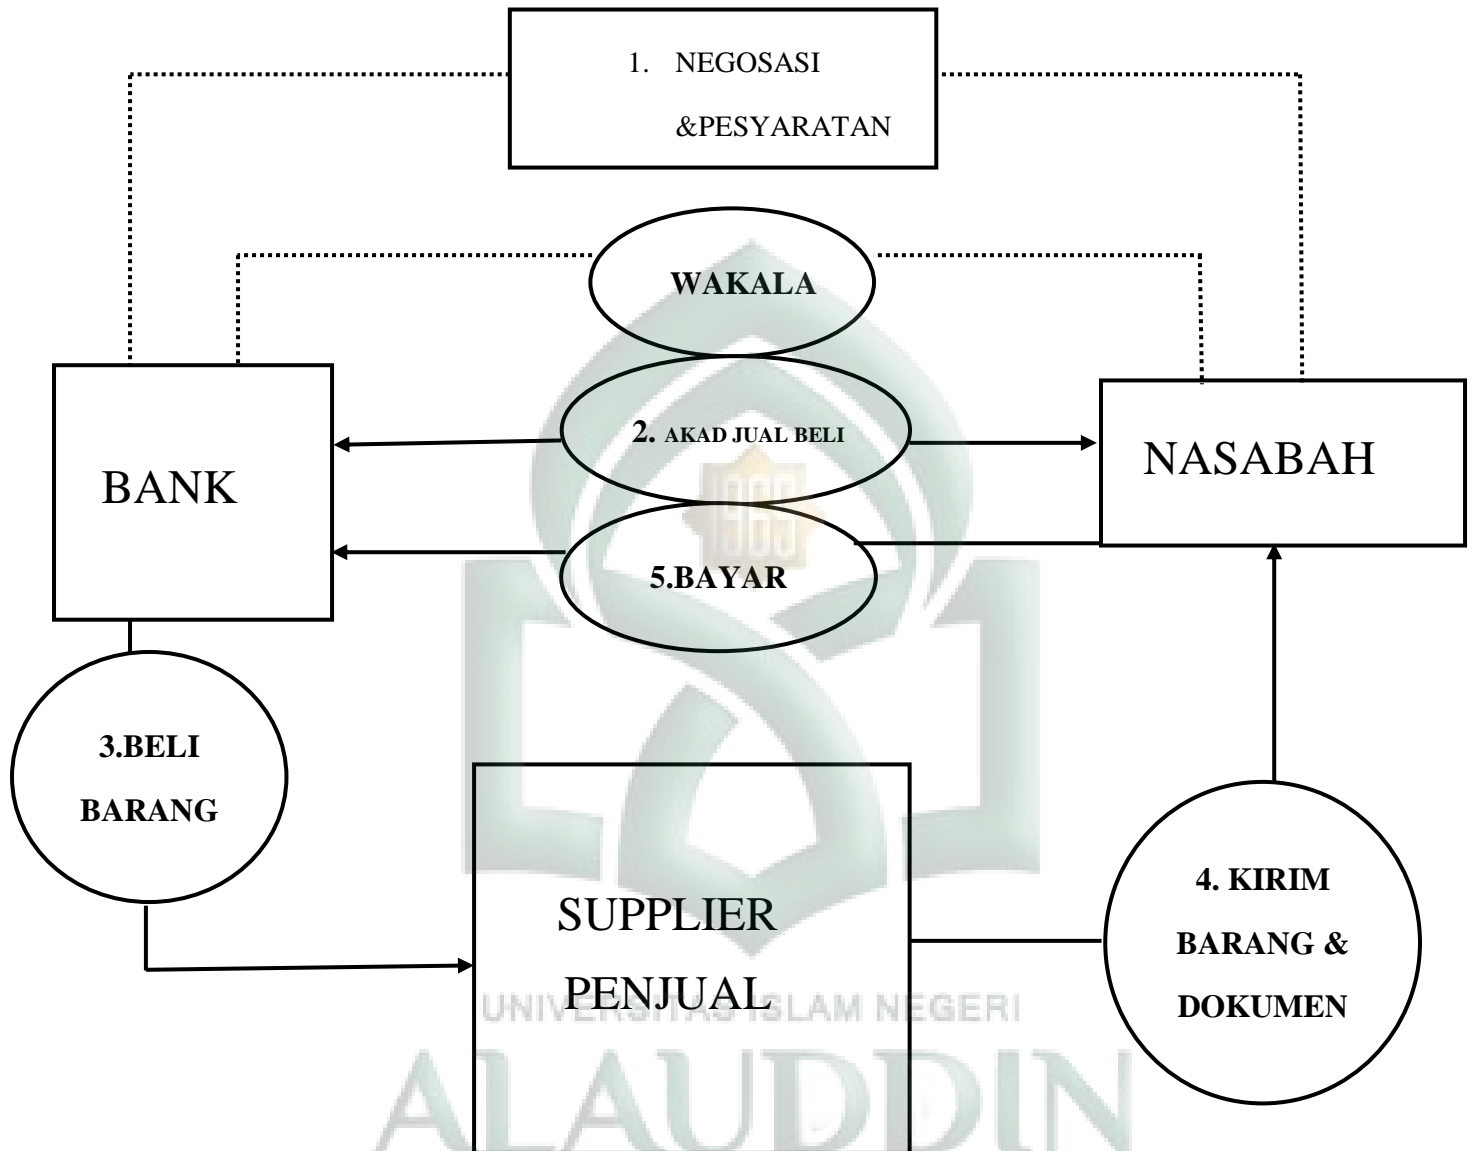 1. NEGOSASI
&PESYARATAN
WAKALA
2. AKAD JUAL BELI
BANK
NASABAH
1965
5.BAYAR
3.BELI
BARANG
4. KIRIM
BARANG &
DOKUMEN
SUPPLIER
PENJUAL
UNIVERSITAS ISLAM NEGERI
ALAUDDIN